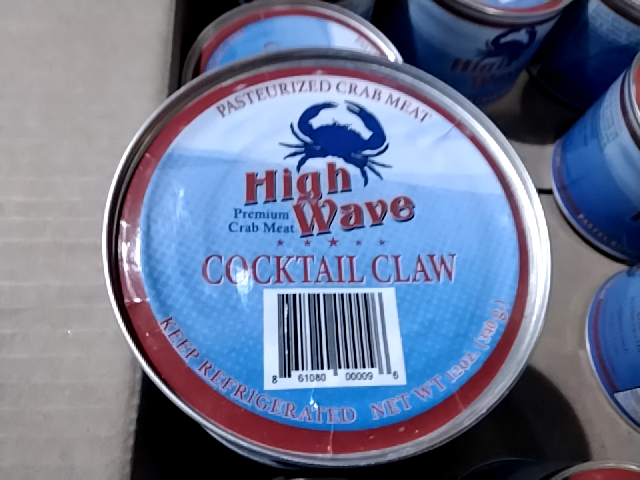 PASTEURIZED CRAB MEAT
High
Wave
Premium
Crab Meat
COCKTAIL CLAW
8 61080 00009 6
KEEP REFRIGERATED NET WT 12OZ (340 g)